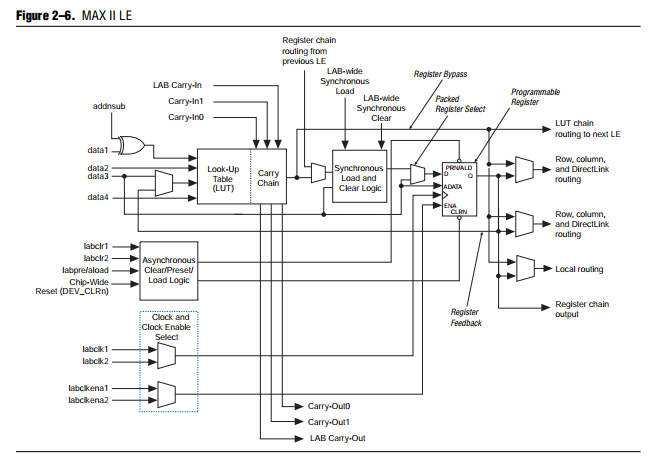 Figure 2–6. MAX II LE
Register chain
routing from
previous LE
LAB-wide
Synchronous
Load
LAB-wide
Synchronous
Clear
Register Bypass
Packed
Register Select
Programmable
Register
LAB Carry-In
Carry-In1
Carry-In0
addnsub
data1
data2
data3
data4
Look-Up
Table
(LUT)
Carry
Chain
Synchronous
Load and
Clear Logic
PRN/ALD
D
Q
ADATA
ENA
CLRN
LUT chain
routing to next LE
Row, column,
and DirectLink
routing
Row, column,
and DirectLink
routing
Local routing
Register chain
output
labclr1
labclr2
labpre/aload
Chip-Wide
Reset (DEV_CLRn)
Asynchronous
Clear/Preset/
Load Logic
Register
Feedback
Clock and
Clock Enable
Select
labclk1
labclk2
labclkena1
labclkena2
Carry-Out0
Carry-Out1
LAB Carry-Out